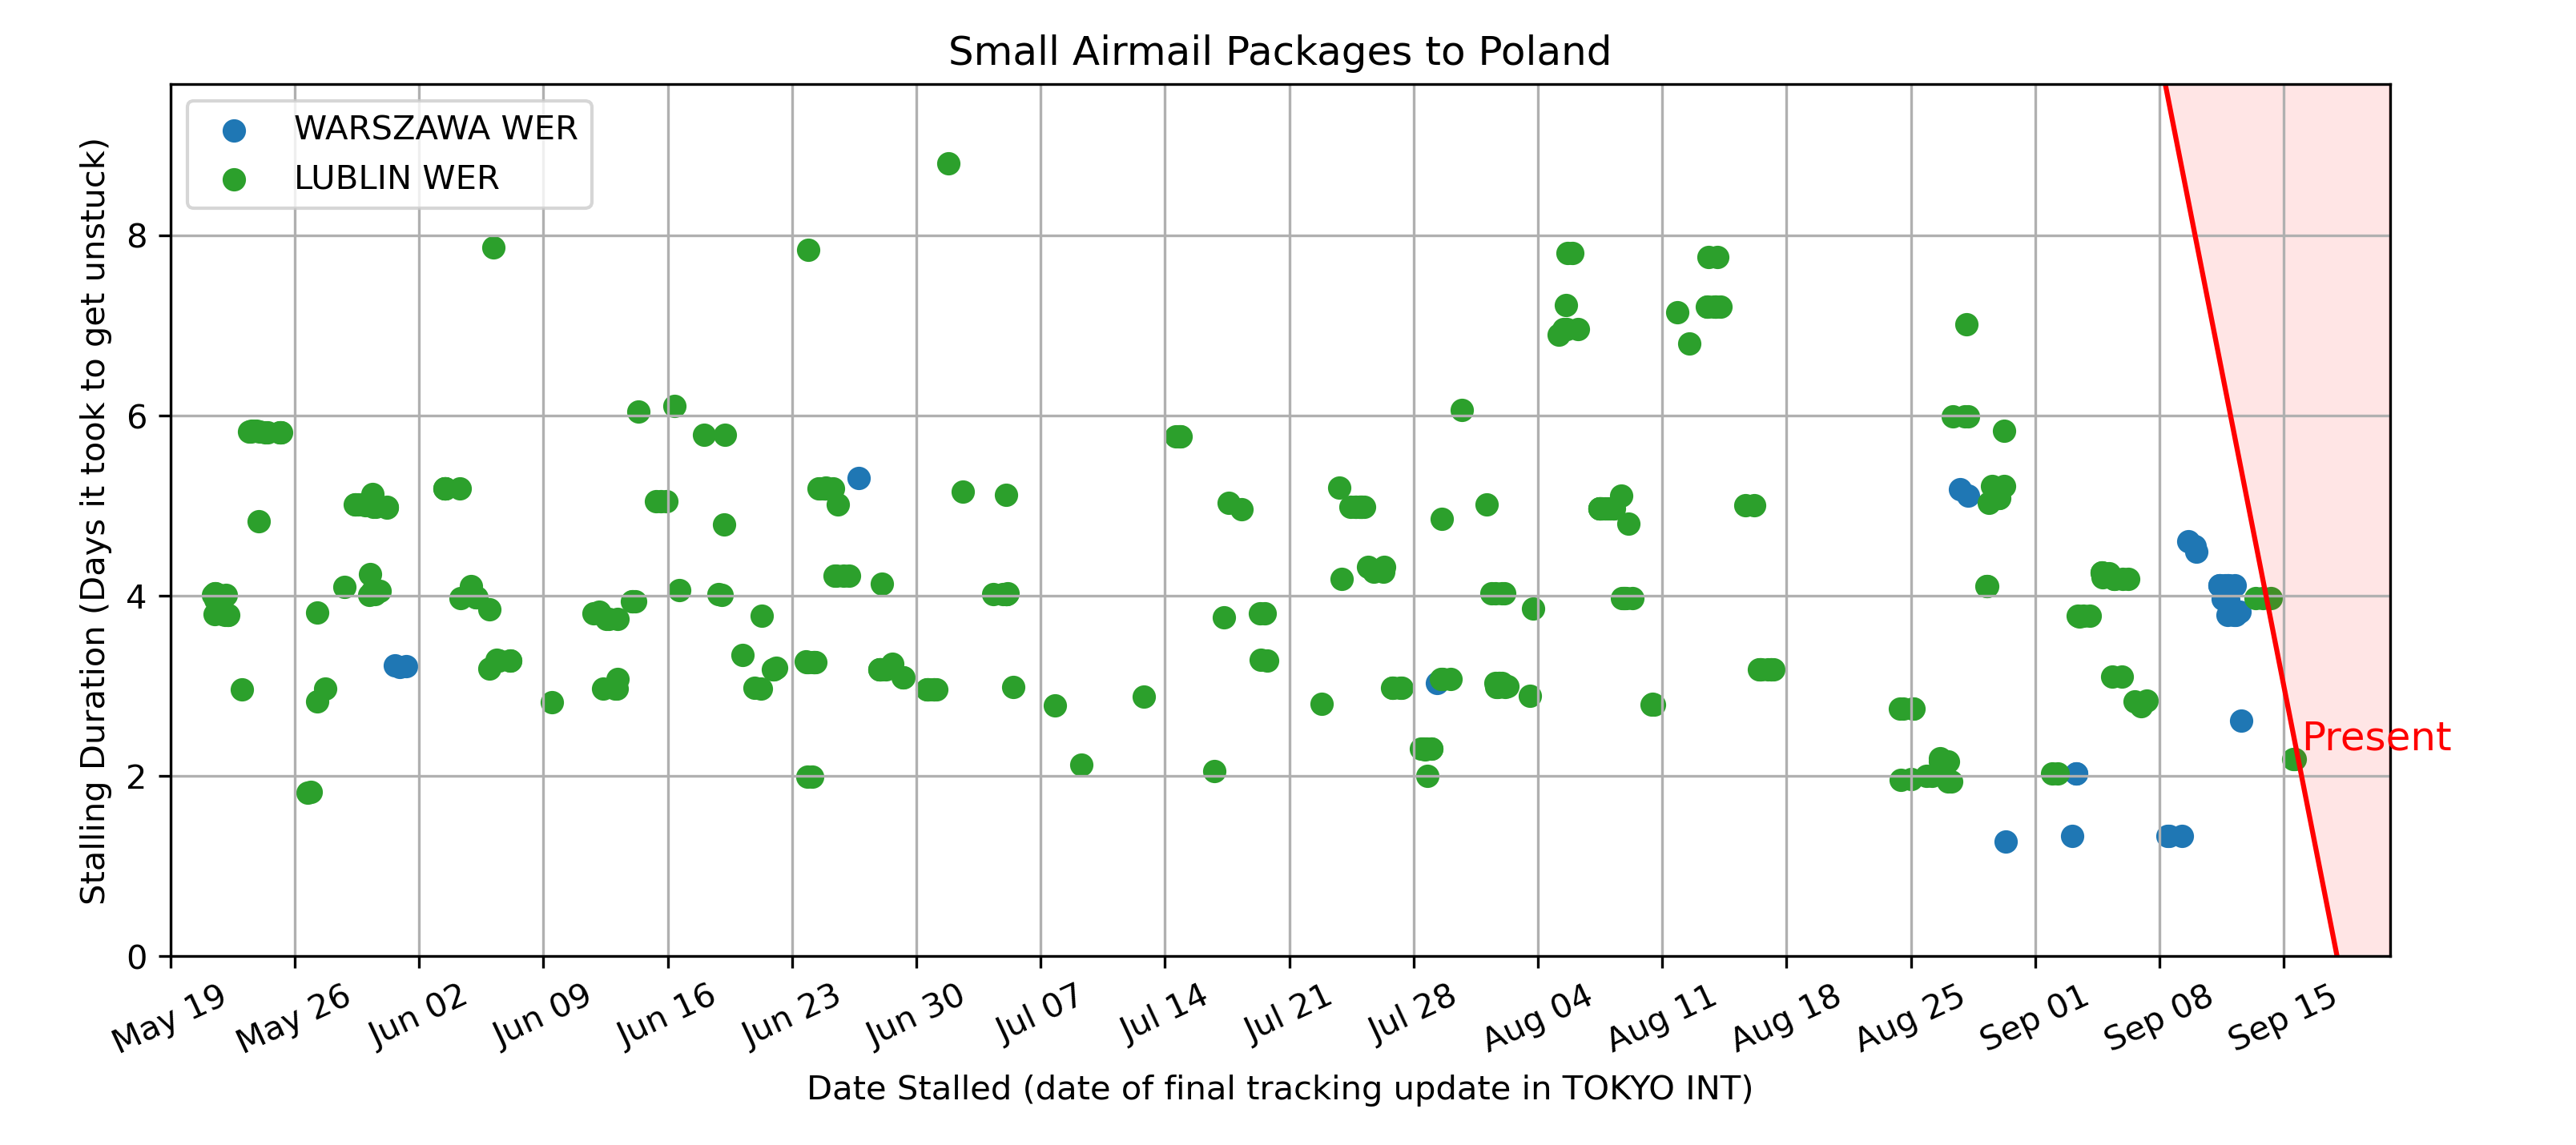 Small Airmail Packages to Poland
WARSZAWA WER
LUBLIN WER
Stalling Duration (Days it took to get unstuck)
8
6
4
2
0
Present
May 19
May 26
Jun 02
Jun 09
Jun 16
Jun 23
Jun 30
Jul 07
Jul 14
Jul 21
Jul 28
Aug 04
Aug 11
Aug 18
Aug 25
Sep 01
Sep 08
Sep 15
Date Stalled (date of final tracking update in TOKYO INT)